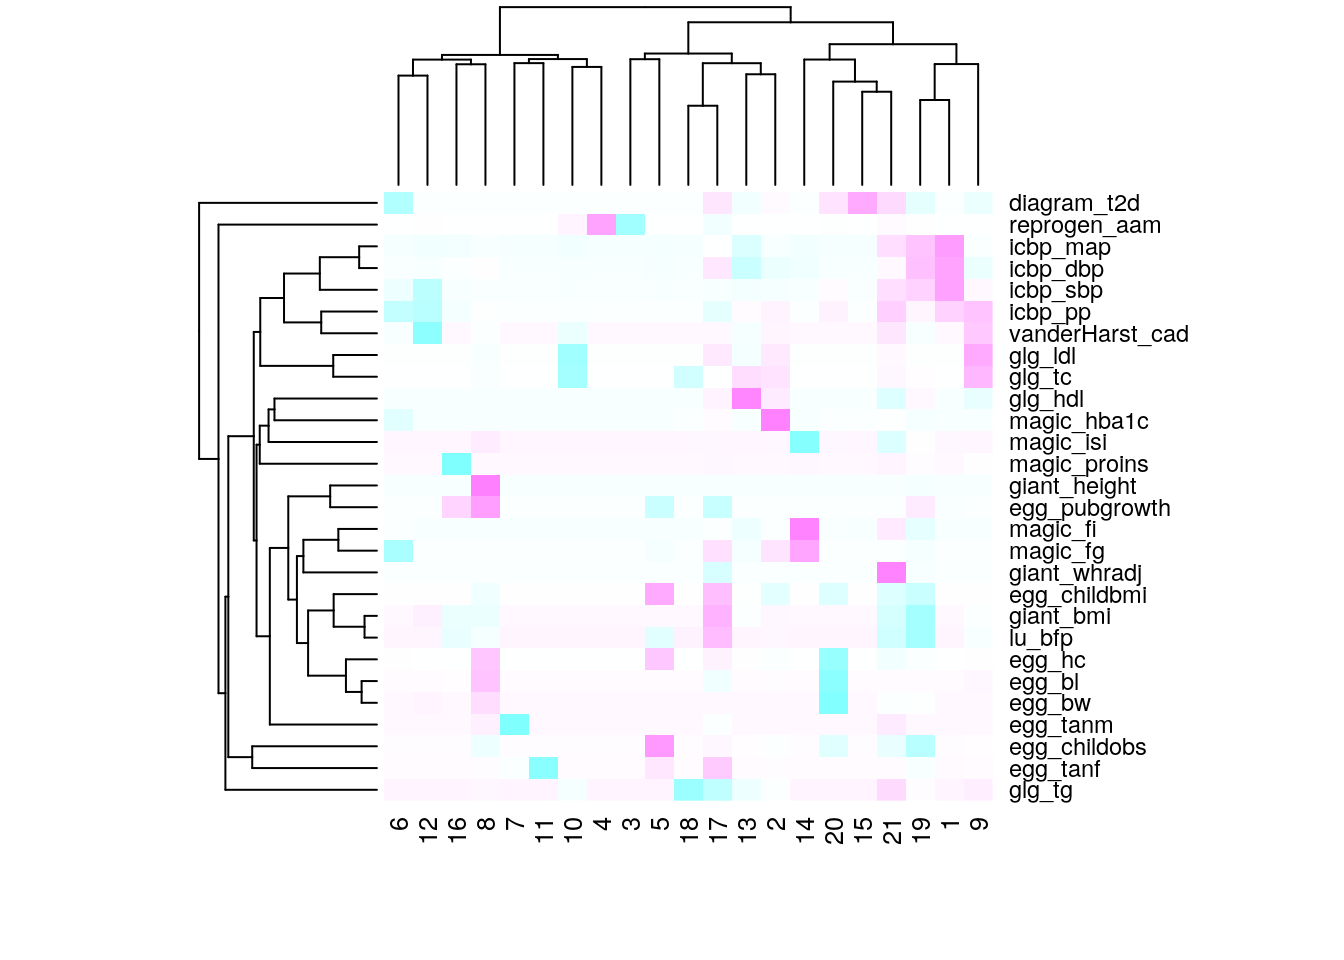 diagram_t2d
reprogen_aam
icbp_map
icbp_dbp
icbp_sbp
icbp_pp
vanderHarst_cad
glg_ldl
glg_tc
glg_hdl
magic_hba1c
magic_isi
magic_proins
giant_height
egg_pubgrowth
magic_fi
magic_fg
giant_whradj
egg_childbmi
giant_bmi
lu_bfp
egg_hc
egg_bl
egg_bw
egg_tanm
egg_childobs
egg_tanf
glg_tg
6 12 16 8 7 11 10 4 3 5 18 17 13 2 14 20 15 21 19 1 9